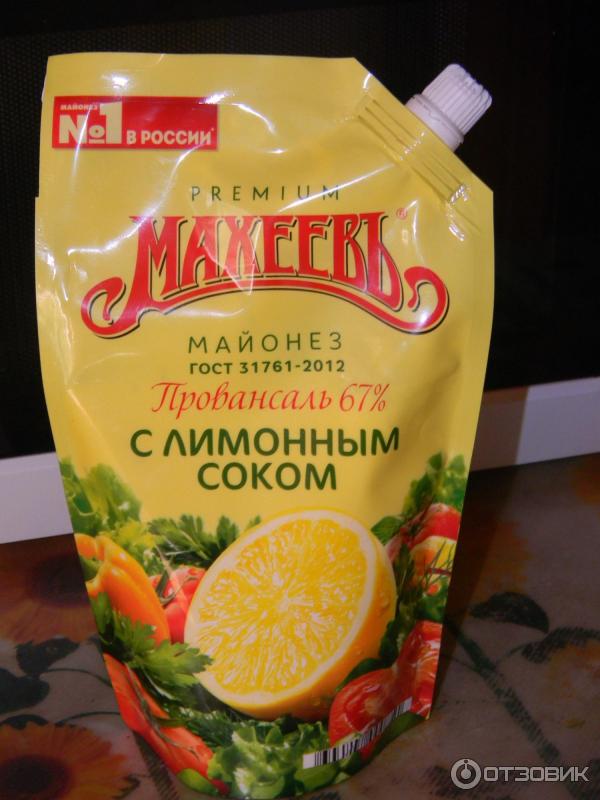 МАЙОНЕЗ
№1 В РОССИИ*
PREMIUM
МАХЕЕВЪ®
МАЙОНЕЗ
ГОСТ 31761-2012
Провансаль 67%
С ЛИМОННЫМ
СОКОМ
ОТЗОВИК